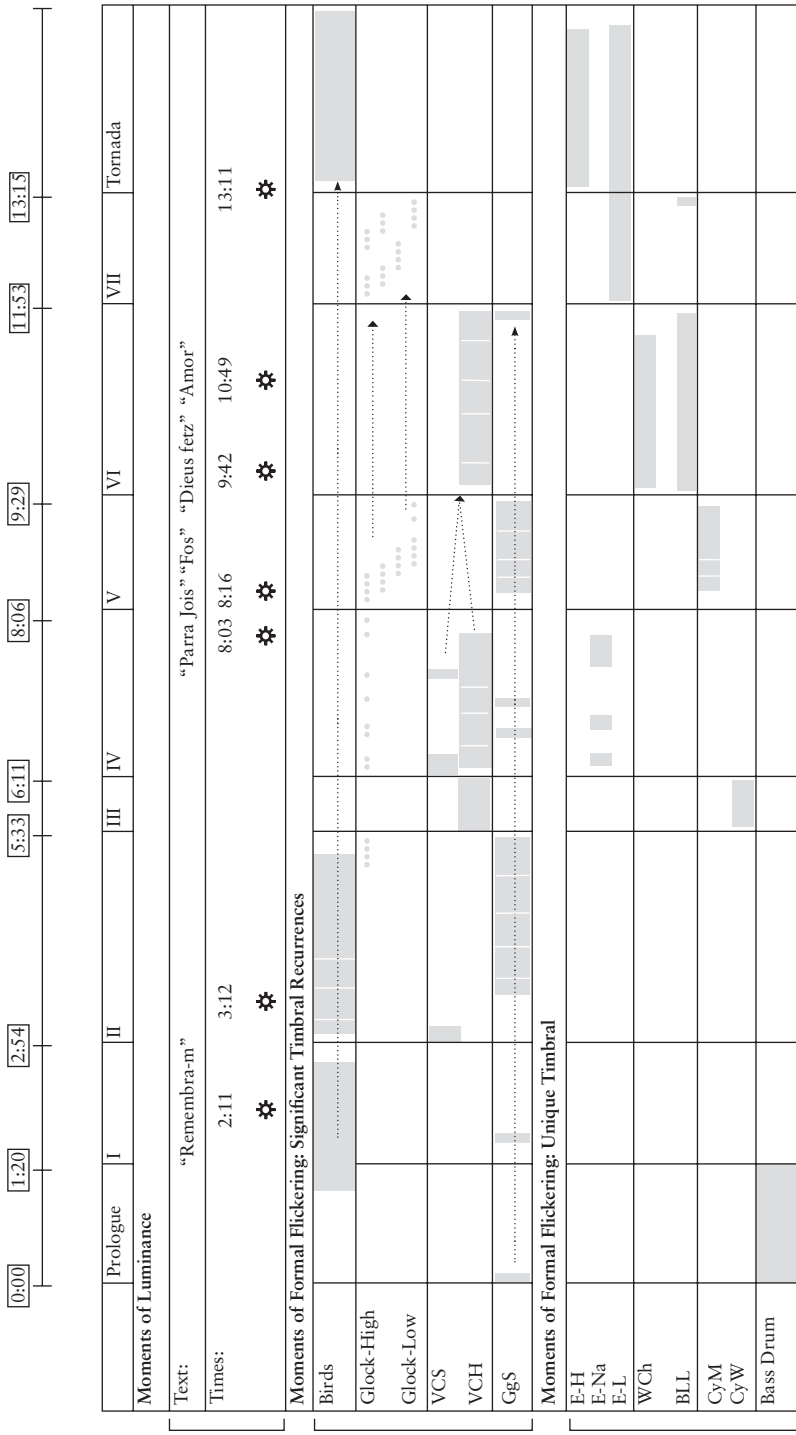 0:00 1:20 2:54 5:33 6:11 8:06 9:29 11:53 13:15
Prologue I II III IV V VI VII Tornada
Moments of Luminance
Text: “Remembra-m” “Parra Jois” “Fos” “Dieus fetz” “Amor”
Times: 2:11 3:12 8:03 8:16 9:42 10:49 13:11
Moments of Formal Flickering: Significant Timbral Recurrences
Birds
Glock-High
Glock-Low
VCS
VCH
GgS
Moments of Formal Flickering: Unique Timbral
E-H
E-Na
E-L
WCh
BLL
CyM
CyW
Bass Drum